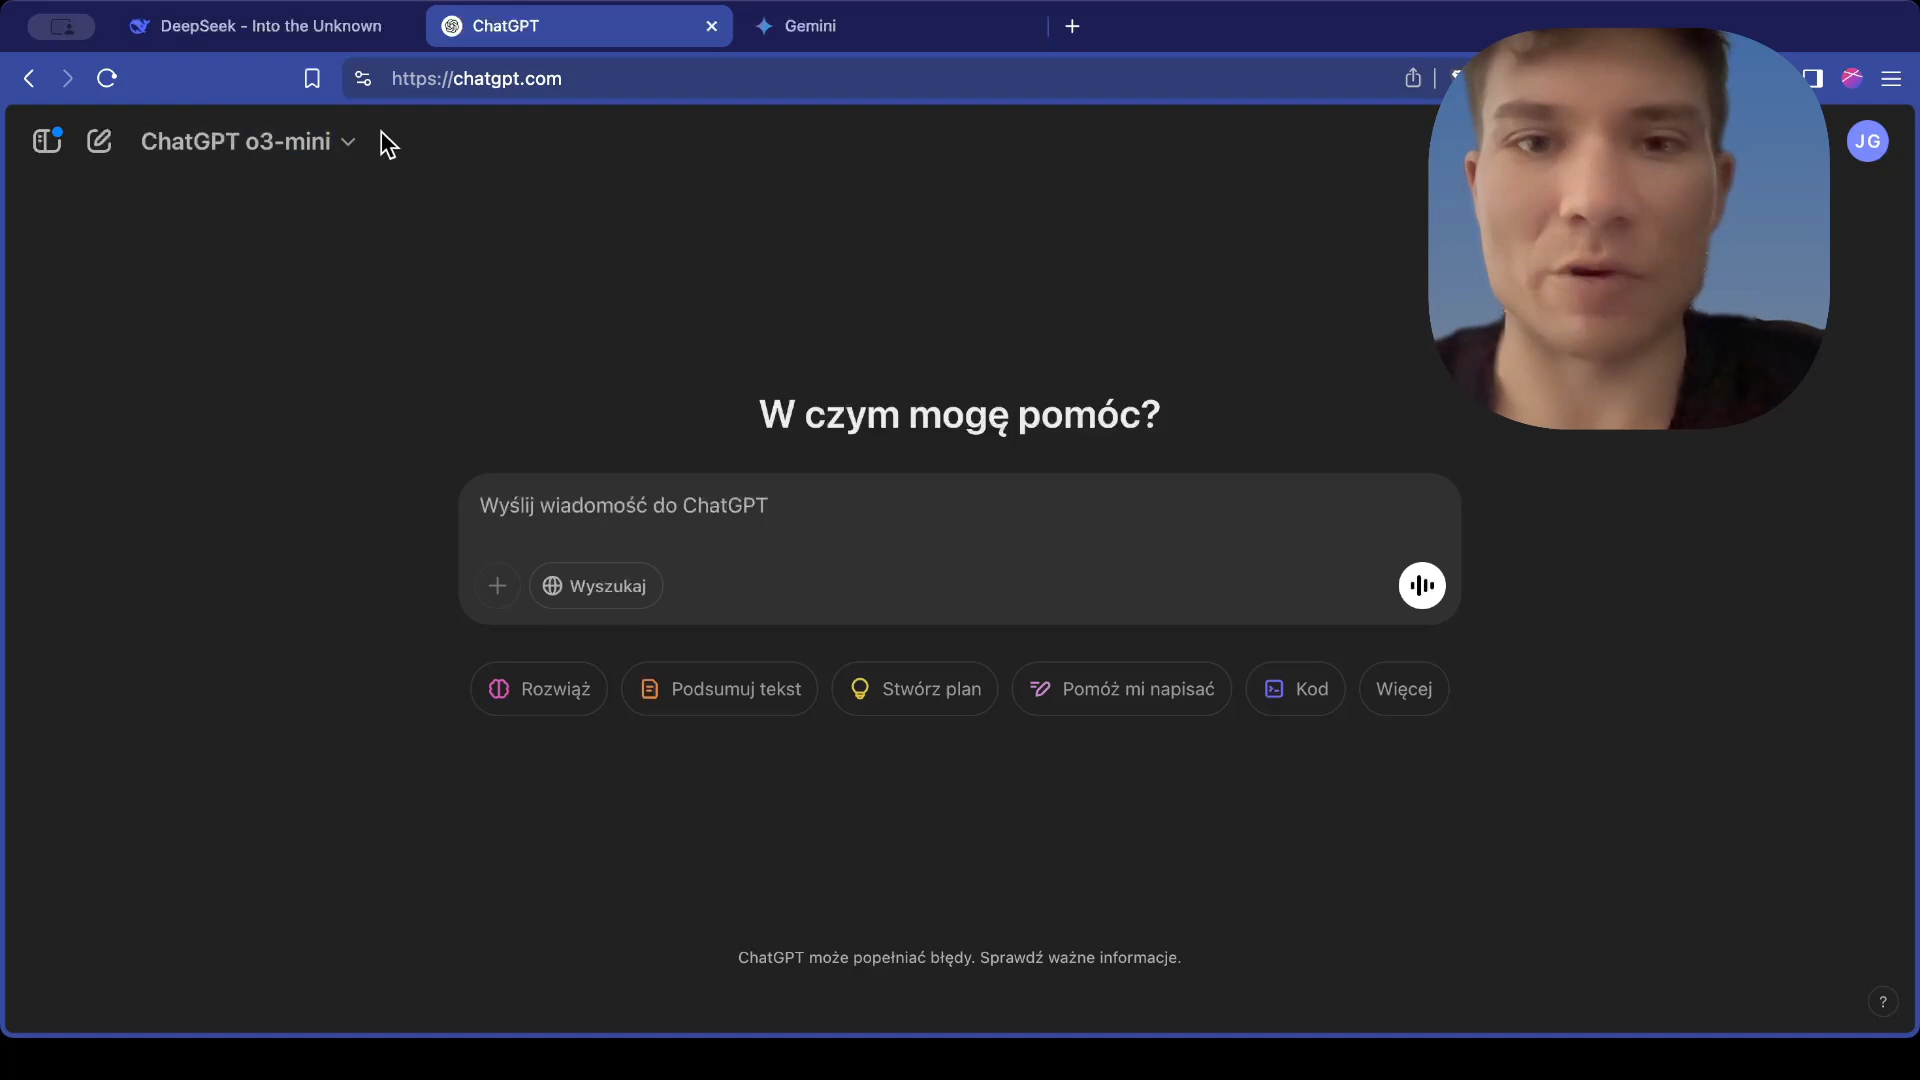 DeepSeek - Into the Unknown
ChatGPT
Gemini
https://chatgpt.com
ChatGPT o3-mini
JG
W czym mogę pomóc?
Wyślij wiadomość do ChatGPT
Wyszukaj
Rozwiąż
Podsumuj tekst
Stwórz plan
Pomóż mi napisać
Kod
Więcej
ChatGPT może popełniać błędy. Sprawdź ważne informacje.
?